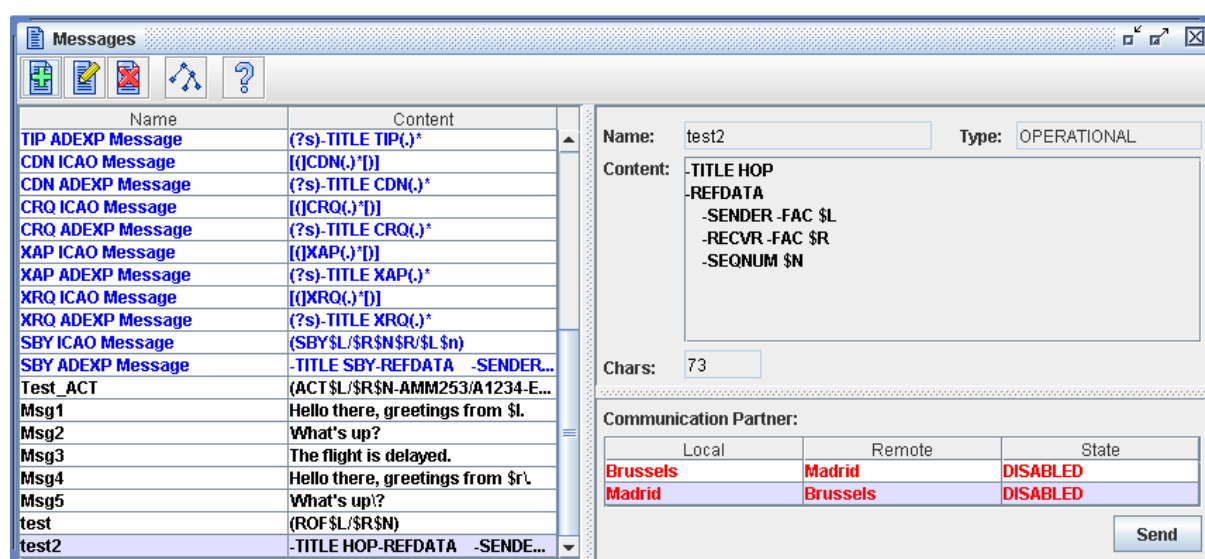 Messages
Name Content
TIP ADEXP Message (?s)-TITLE TIP(.)*
CDN ICAO Message [(]CDN(.)*[)]
CDN ADEXP Message (?s)-TITLE CDN(.)*
CRQ ICAO Message [(]CRQ(.)*[)]
CRQ ADEXP Message (?s)-TITLE CRQ(.)*
XAP ICAO Message [(]XAP(.)*[)]
XAP ADEXP Message (?s)-TITLE XAP(.)*
XRQ ICAO Message [(]XRQ(.)*[)]
XRQ ADEXP Message (?s)-TITLE XRQ(.)*
SBY ICAO Message (SBY$L/$R$N$R/$L$n)
SBY ADEXP Message -TITLE SBY-REFDATA -SENDER...
Test_ACT (ACT$L/$R$N-AMM253/A1234-E...
Msg1 Hello there, greetings from $l.
Msg2 What's up?
Msg3 The flight is delayed.
Msg4 Hello there, greetings from $r\.
Msg5 What's up\?
test (ROF$L/$R$N)
test2 -TITLE HOP-REFDATA -SENDE...
Name: test2 Type: OPERATIONAL
Content: -TITLE HOP
-REFDATA
-SENDER -FAC $L
-RECVR -FAC $R
-SEQNUM $N
Chars: 73
Communication Partner:
Local Remote State
Brussels Madrid DISABLED
Madrid Brussels DISABLED
Send